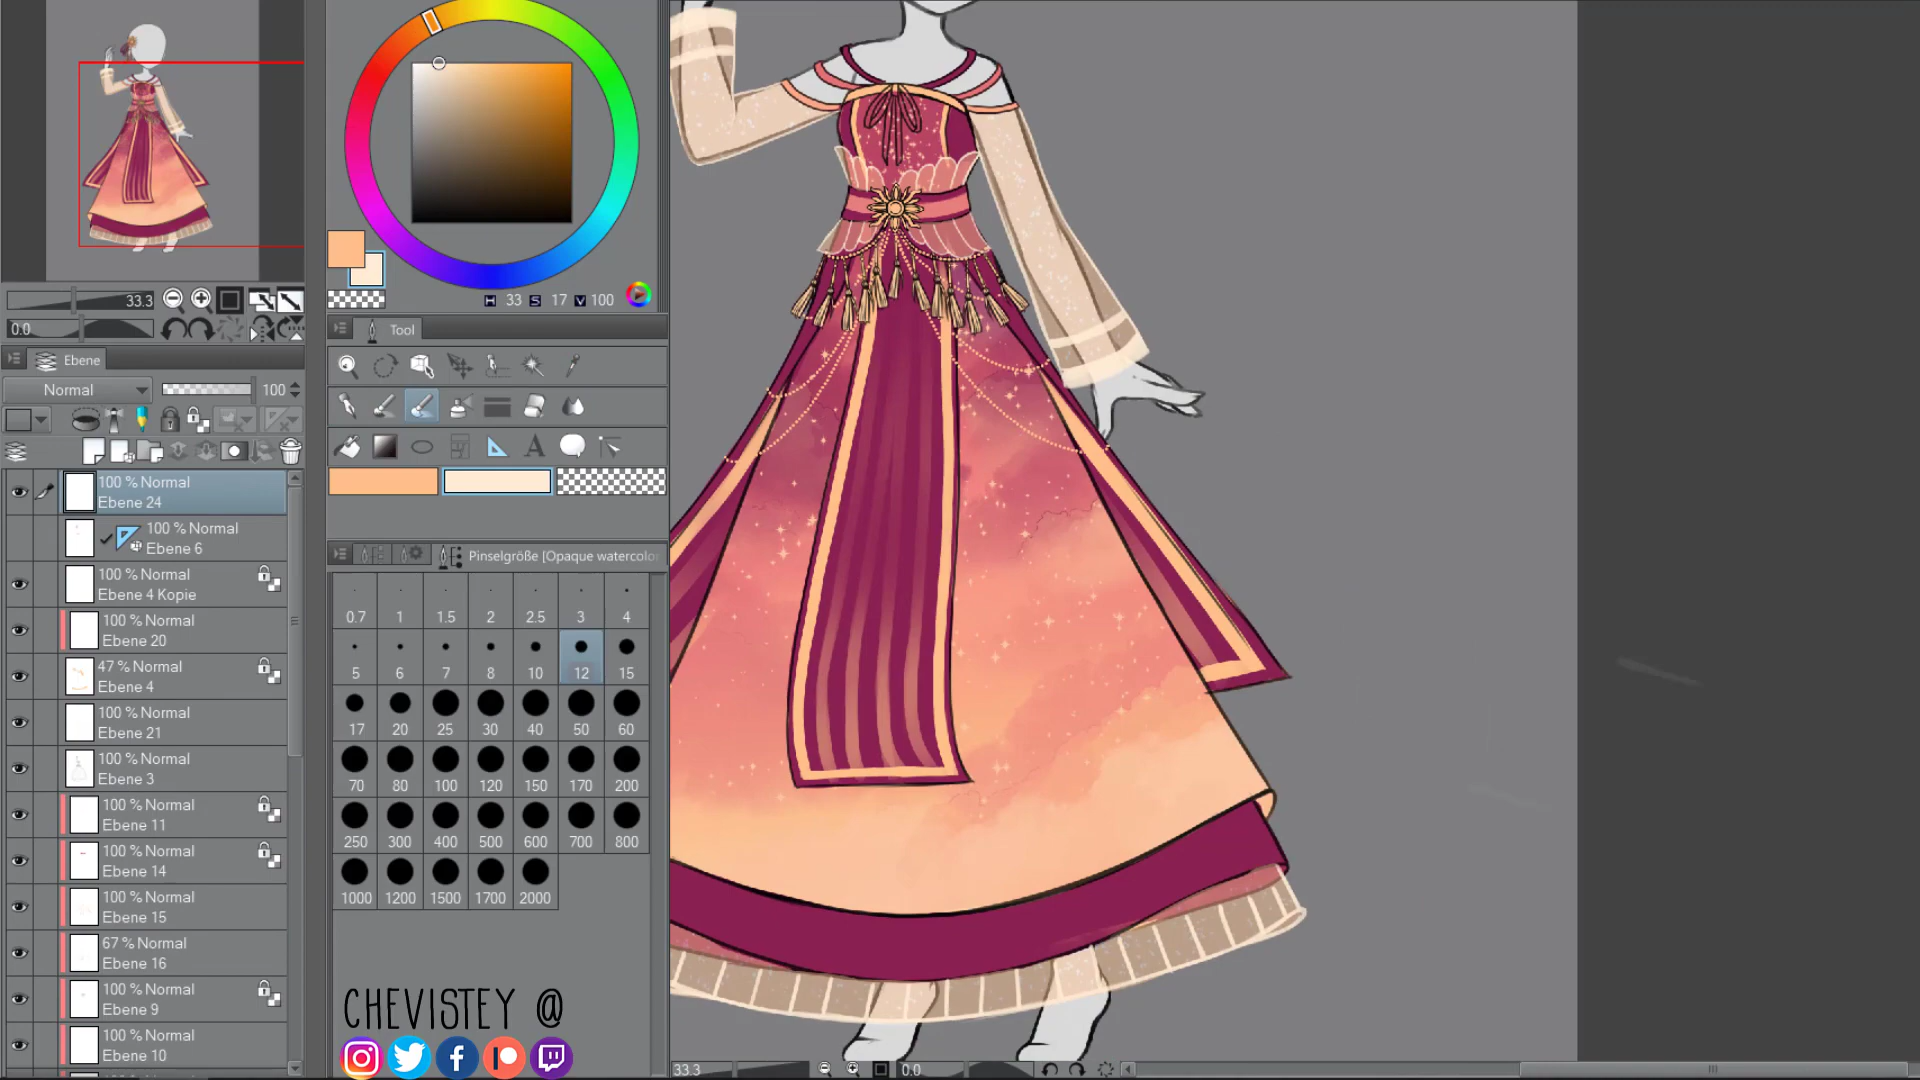 33.3
0.0
Ebene
Normal 100
100 % Normal
Ebene 24
100 % Normal
Ebene 6
100 % Normal
Ebene 4 Kopie
100 % Normal
Ebene 20
47 % Normal
Ebene 4
100 % Normal
Ebene 21
100 % Normal
Ebene 3
100 % Normal
Ebene 11
100 % Normal
Ebene 14
100 % Normal
Ebene 15
67 % Normal
Ebene 16
100 % Normal
Ebene 9
100 % Normal
Ebene 10
H 33 S 17 V 100
Tool
A
Pinselgröße [Opaque watercolo
0.7 1 1.5 2 2.5 3 4
5 6 7 8 10 12 15
17 20 25 30 40 50 60
70 80 100 120 150 170 200
250 300 400 500 600 700 800
1000 1200 1500 1700 2000
CHEVISTEY @
33.3 0.0